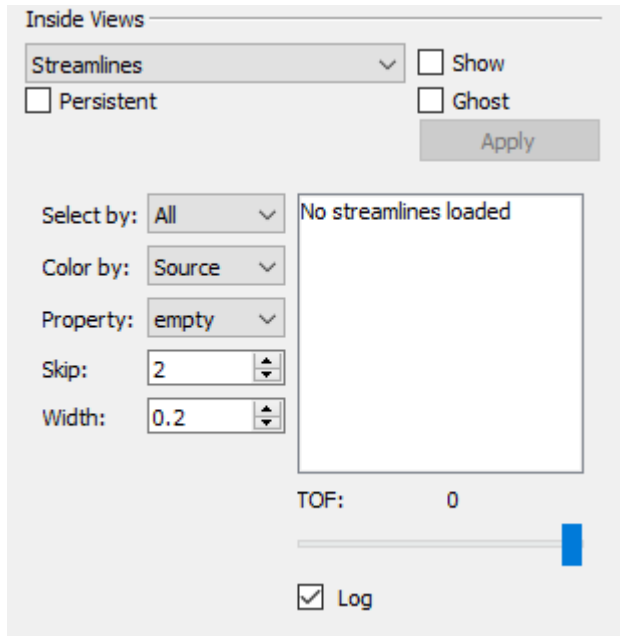 Inside Views
Streamlines
Show
Persistent
Ghost
Apply
Select by: All
No streamlines loaded
Color by: Source
Property: empty
Skip: 2
Width: 0.2
TOF: 0
Log